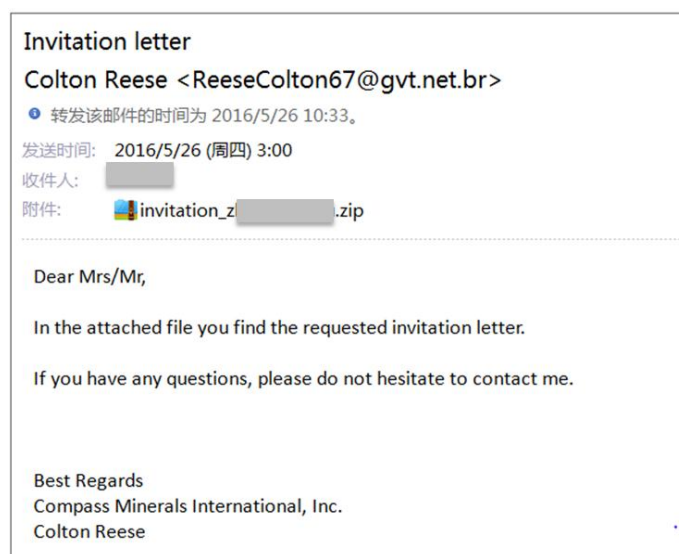 Invitation letter
Colton Reese <ReeseColton67@gvt.net.br>
转发该邮件的时间为 2016/5/26 10:33。
发送时间: 2016/5/26 (周四) 3:00
收件人:
附件: invitation_z .zip
Dear Mrs/Mr,
In the attached file you find the requested invitation letter.
If you have any questions, please do not hesitate to contact me.
Best Regards
Compass Minerals International, Inc.
Colton Reese